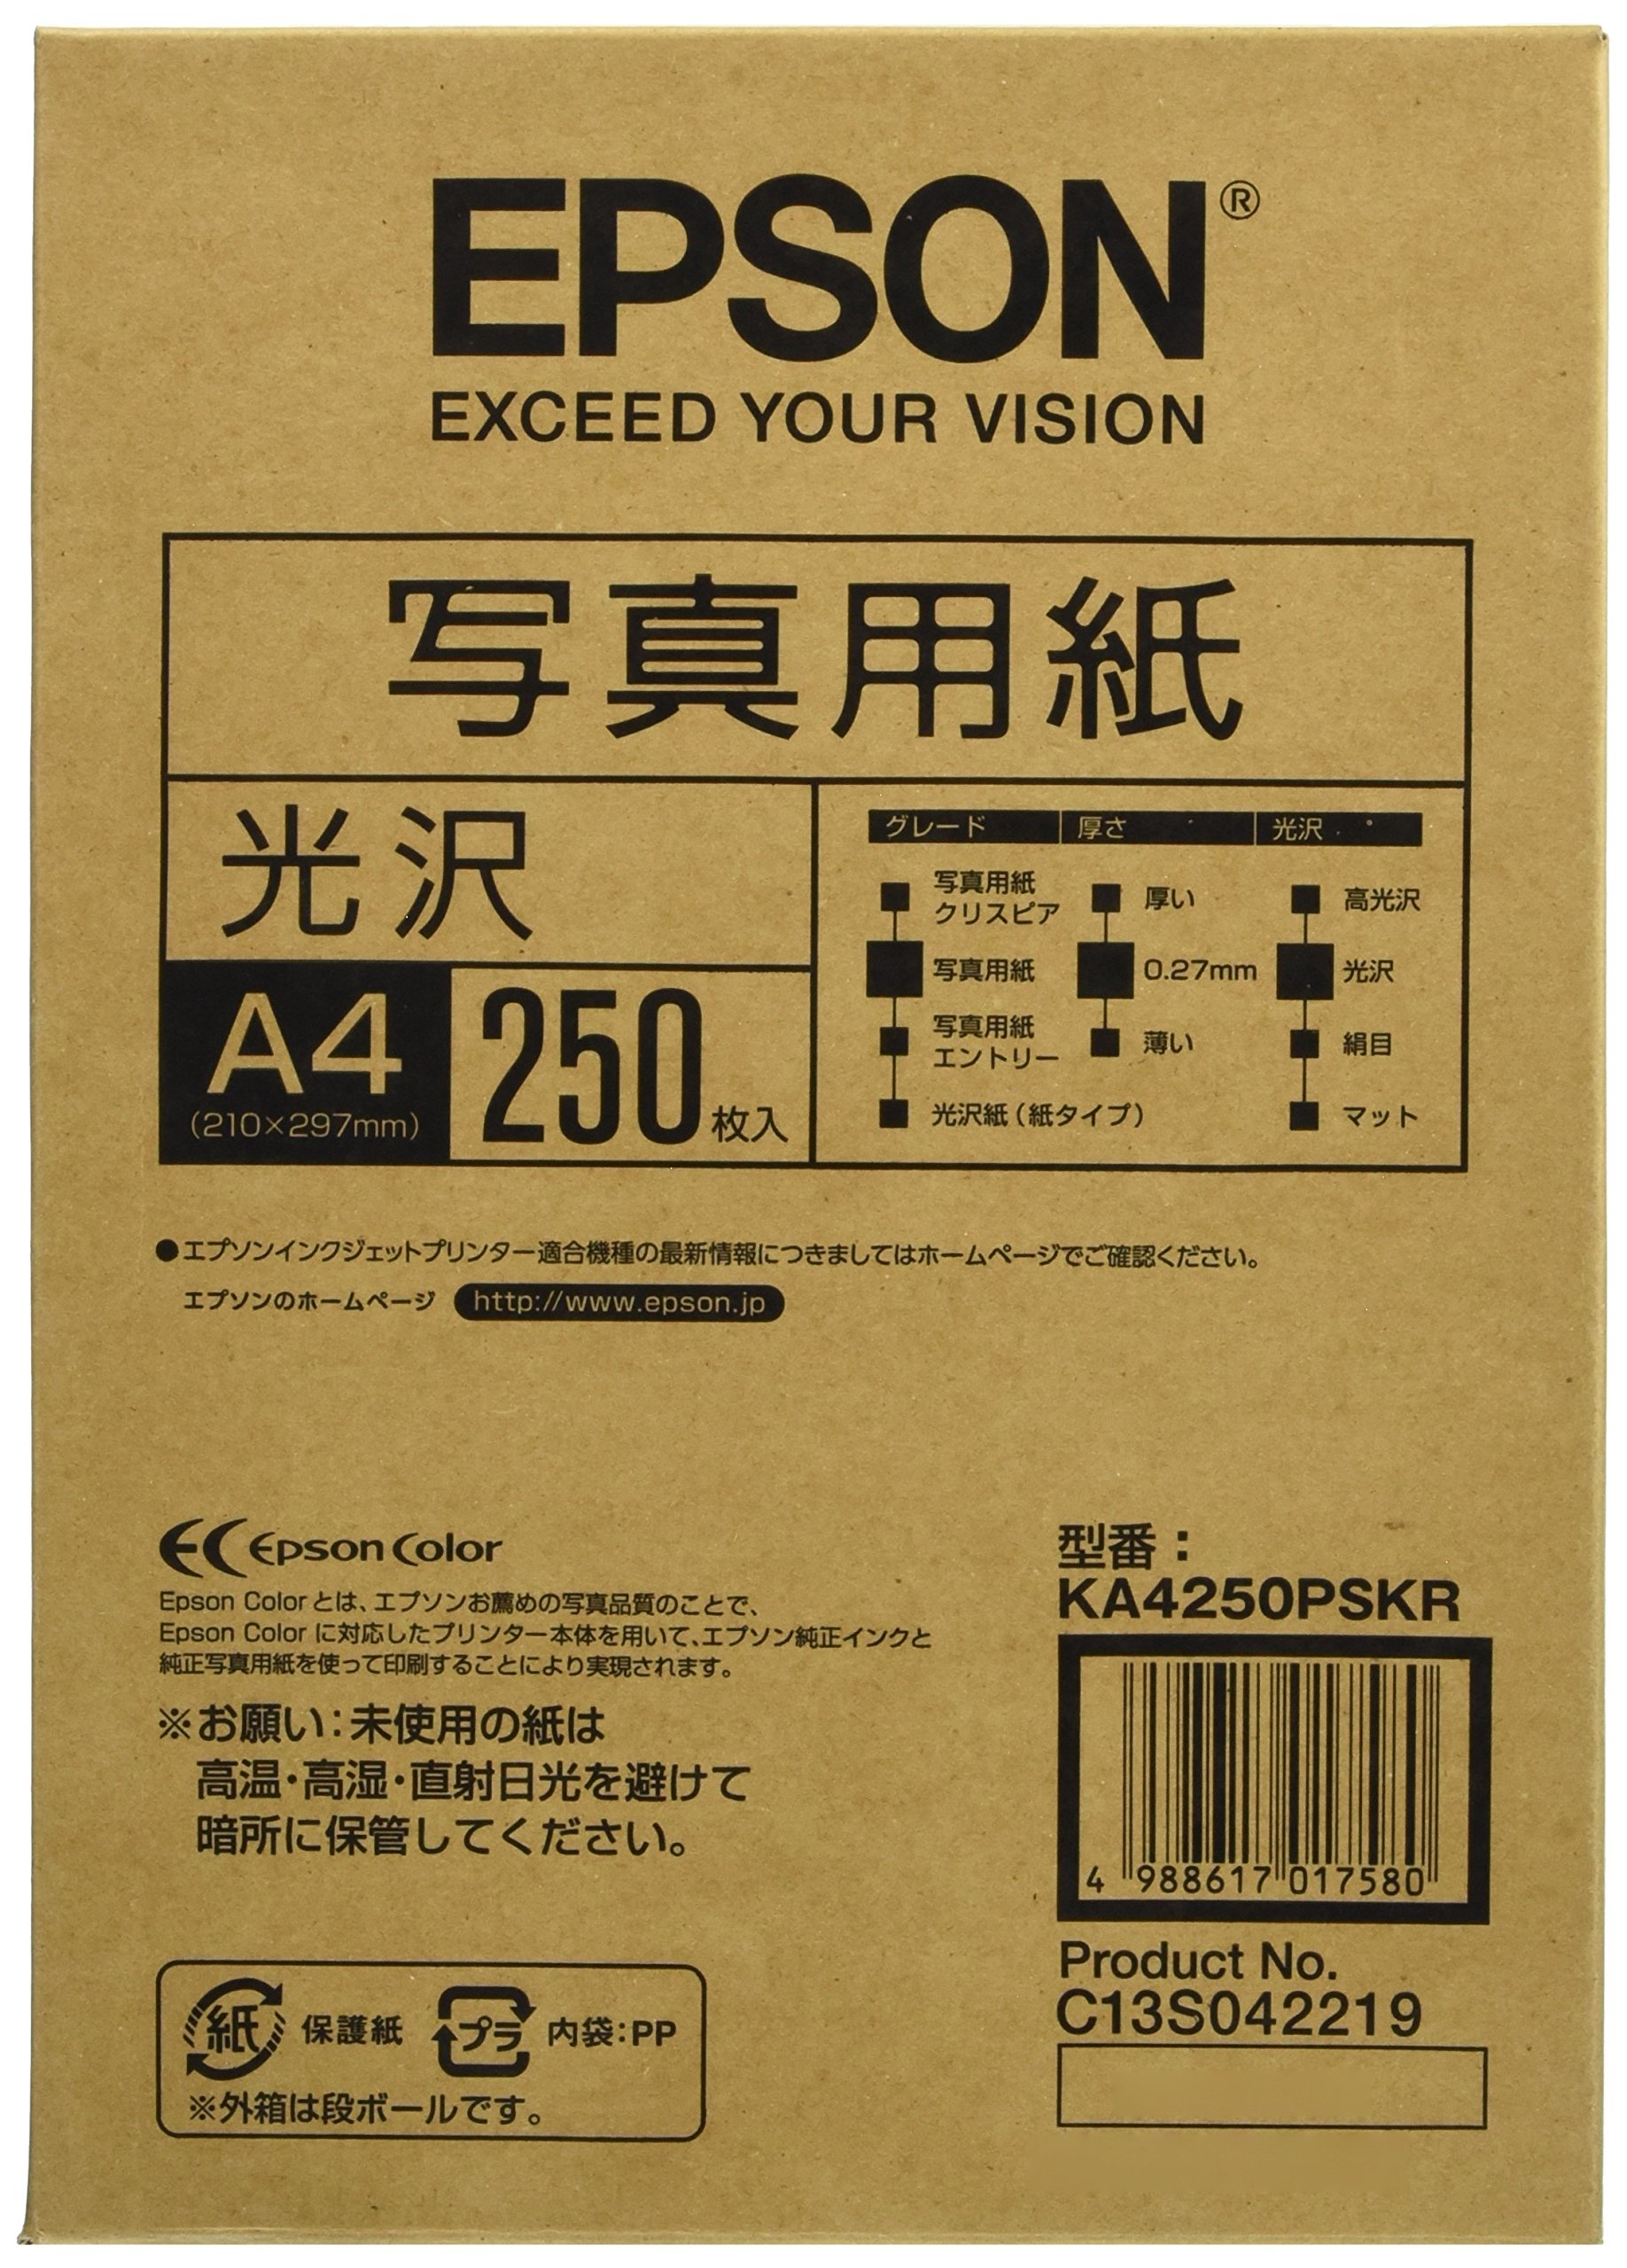 EPSON®
EXCEED YOUR VISION
写真用紙
光沢
A4
(210×297mm)
250枚入
グレード 厚さ 光沢
写真用紙
クリスピア
厚い
高光沢
写真用紙
0.27mm
光沢
写真用紙
エントリー
薄い
絹目
光沢紙(紙タイプ)
マット
●エプソンインクジェットプリンター適合機種の最新情報につきましてはホームページでご確認ください。
エプソンのホームページ http://www.epson.jp
EC Epson Color
Epson Colorとは、エプソンお薦めの写真品質のことで、
Epson Color に対応したプリンター本体を用いて、エプソン純正インクと
純正写真用紙を使って印刷することにより実現されます。
※お願い:未使用の紙は
高温・高湿・直射日光を避けて
暗所に保管してください。
紙 保護紙 プラ 内袋:PP
※外箱は段ボールです。
型番:
KA4250PSKR
4 988617 017580
Product No.
C13S042219